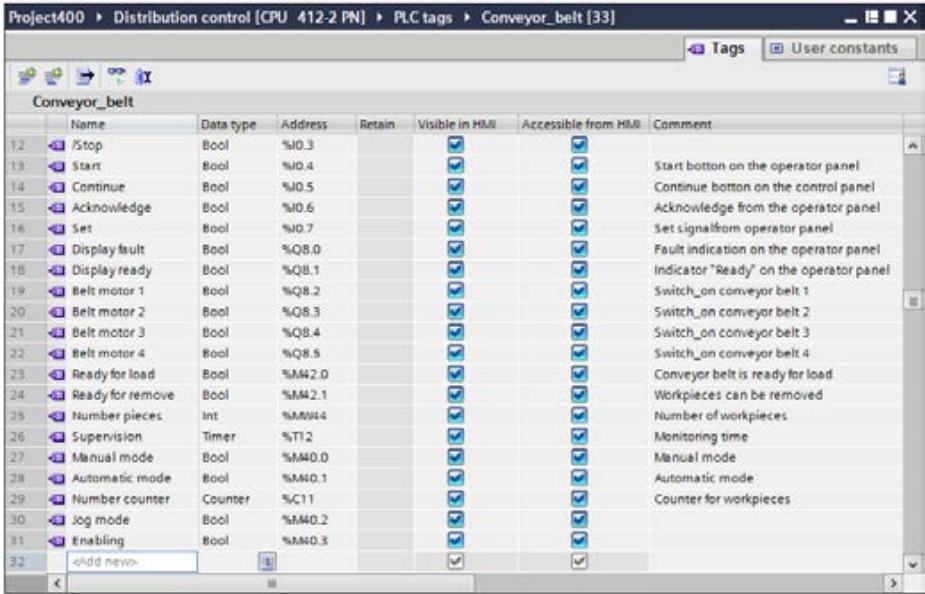 Project400 ▸ Distribution control [CPU 412-2 PN] ▸ PLC tags ▸ Conveyor_belt [33]
Tags User constants
Conveyor_belt
Name Data type Address Retain Visible in HMI Accessible from HMI Comment
12 /Stop Bool %I0.3
13 Start Bool %I0.4 Start botton on the operator panel
14 Continue Bool %I0.5 Continue botton on the control panel
15 Acknowledge Bool %I0.6 Acknowledge from the operator panel
16 Set Bool %I0.7 Set signalfrom operator panel
17 Display fault Bool %Q8.0 Fault indication on the operator panel
18 Display ready Bool %Q8.1 Indicator "Ready" on the operator panel
19 Belt motor 1 Bool %Q8.2 Switch_on conveyor belt 1
20 Belt motor 2 Bool %Q8.3 Switch_on conveyor belt 2
21 Belt motor 3 Bool %Q8.4 Switch_on conveyor belt 3
22 Belt motor 4 Bool %Q8.5 Switch_on conveyor belt 4
23 Ready for load Bool %M42.0 Conveyor belt is ready for load
24 Ready for remove Bool %M42.1 Workpieces can be removed
25 Number pieces Int %MW44 Number of workpieces
26 Supervision Timer %T12 Monitoring time
27 Manual mode Bool %M40.0 Manual mode
28 Automatic mode Bool %M40.1 Automatic mode
29 Number counter Counter %C11 Counter for workpieces
30 Jog mode Bool %M40.2
31 Enabling Bool %M40.3
32 <Add new>